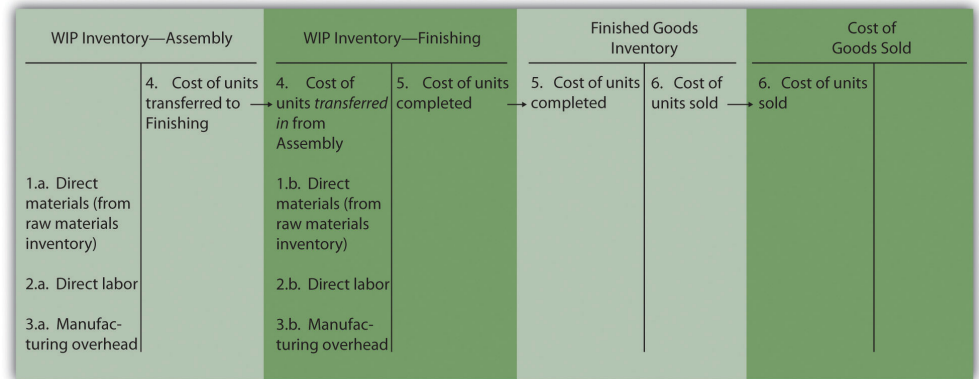 WIP Inventory—Assembly
4. Cost of units
transferred to
Finishing
1.a. Direct
materials (from
raw materials
inventory)
2.a. Direct labor
3.a. Manufac-
turing overhead
WIP Inventory—Finishing
4. Cost of
units transferred
in from
Assembly
1.b. Direct
materials (from
raw materials
inventory)
2.b. Direct labor
3.b. Manufac-
turing overhead
5. Cost of units
completed
Finished Goods
Inventory
5. Cost of units
completed
6. Cost of
units sold
Cost of
Goods Sold
6. Cost of units
sold